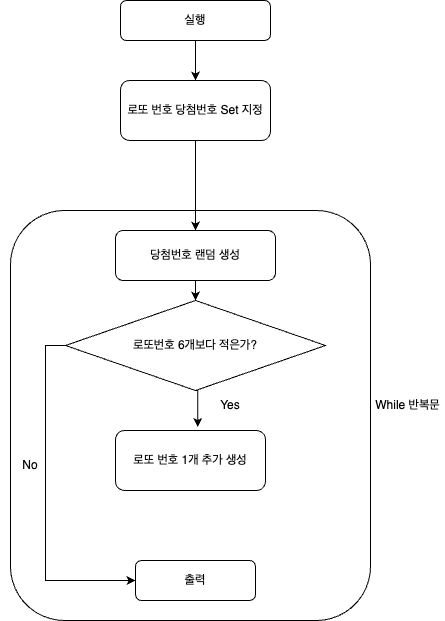 실행
로또 번호 당첨번호 Set 지정
당첨번호 랜덤 생성
로또번호 6개보다 적은가?
While 반복문
Yes
로또 번호 1개 추가 생성
No
출력